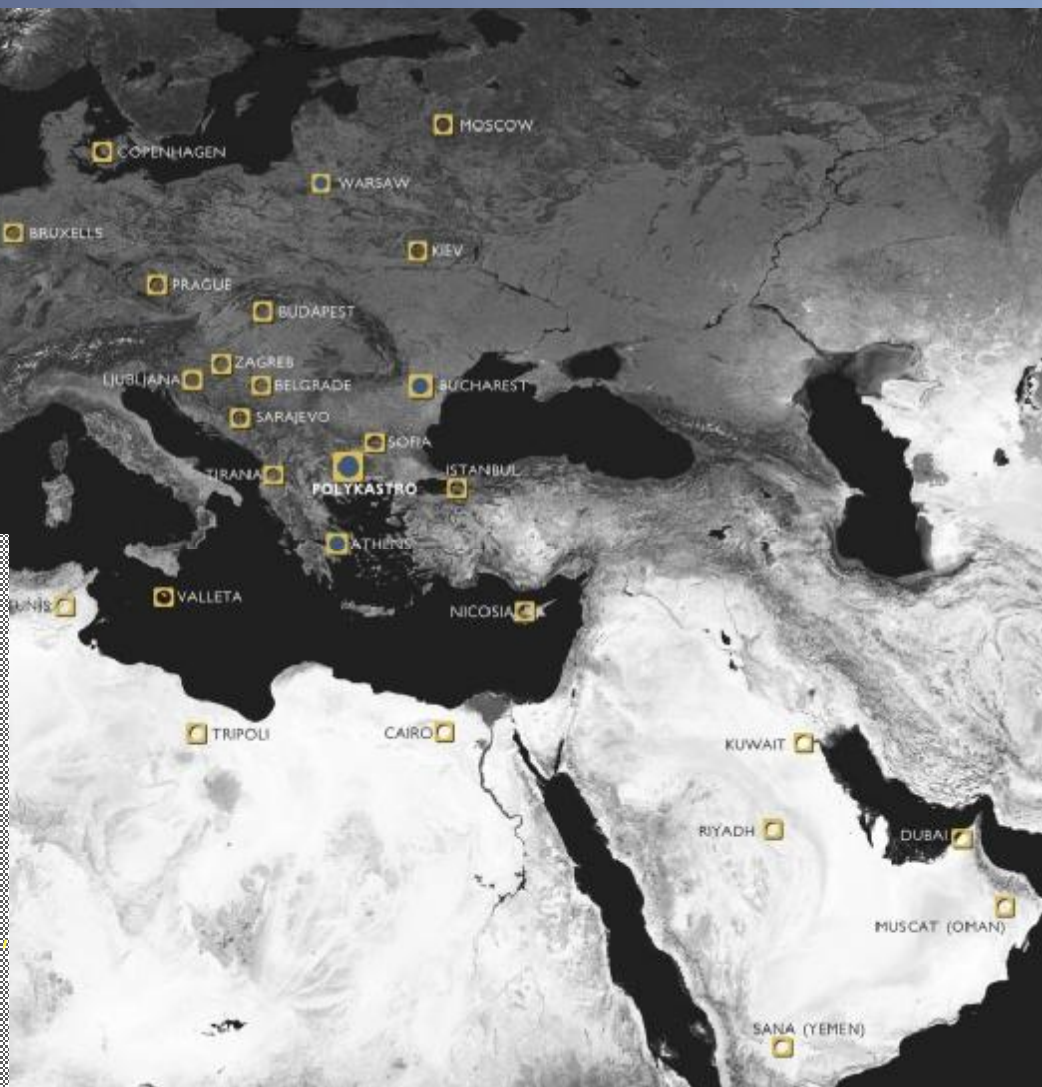 MOSCOW
COPENHAGEN
WARSAW
BRUXELLS
KIEV
PRAGUE
BUDAPEST
ZAGREB
LJUBLJANA
BELGRADE
BUCHAREST
SARAJEVO
SOFIA
TIRANA
ISTANBUL
POLYKASTRO
ATHENS
VALLETA
TUNIS
NICOSIA
TRIPOLI
CAIRO
KUWAIT
RIYADH
DUBAI
MUSCAT (OMAN)
SANA (YEMEN)